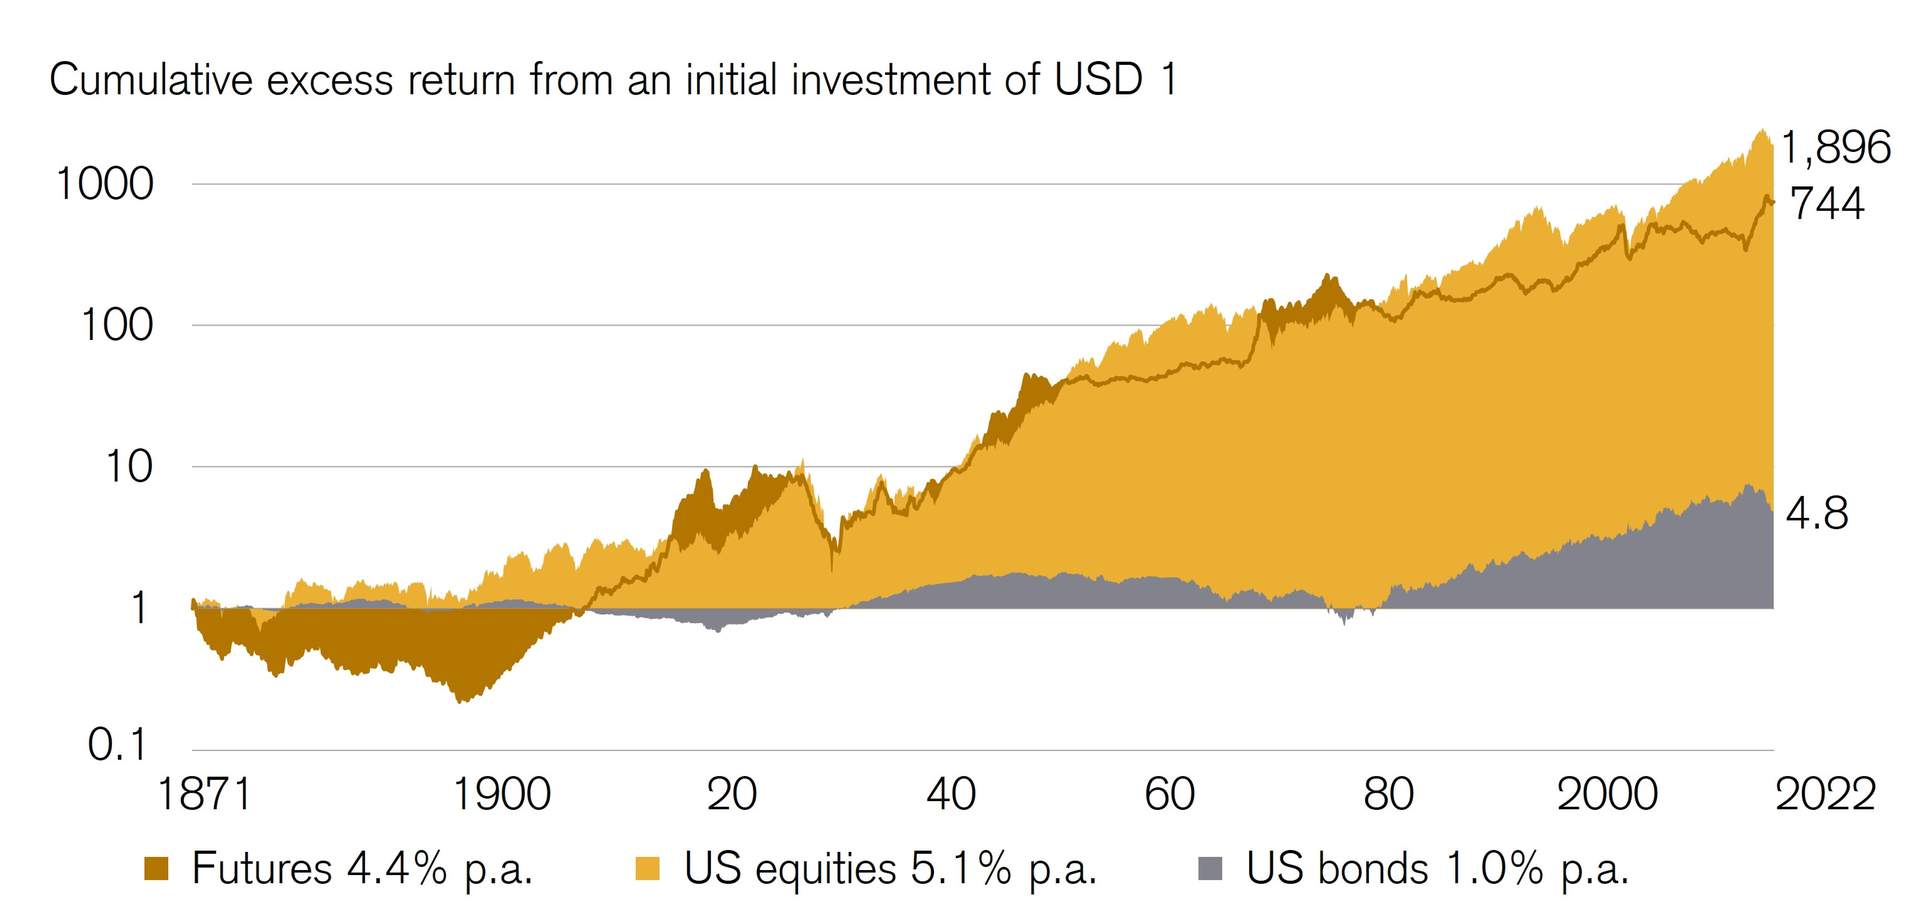 Cumulative excess return from an initial investment of USD 1
1,896
1000
744
100
10
4.8
1
0.1
1871 1900 20 40 60 80 2000 2022
Futures 4.4% p.a. US equities 5.1% p.a. US bonds 1.0% p.a.